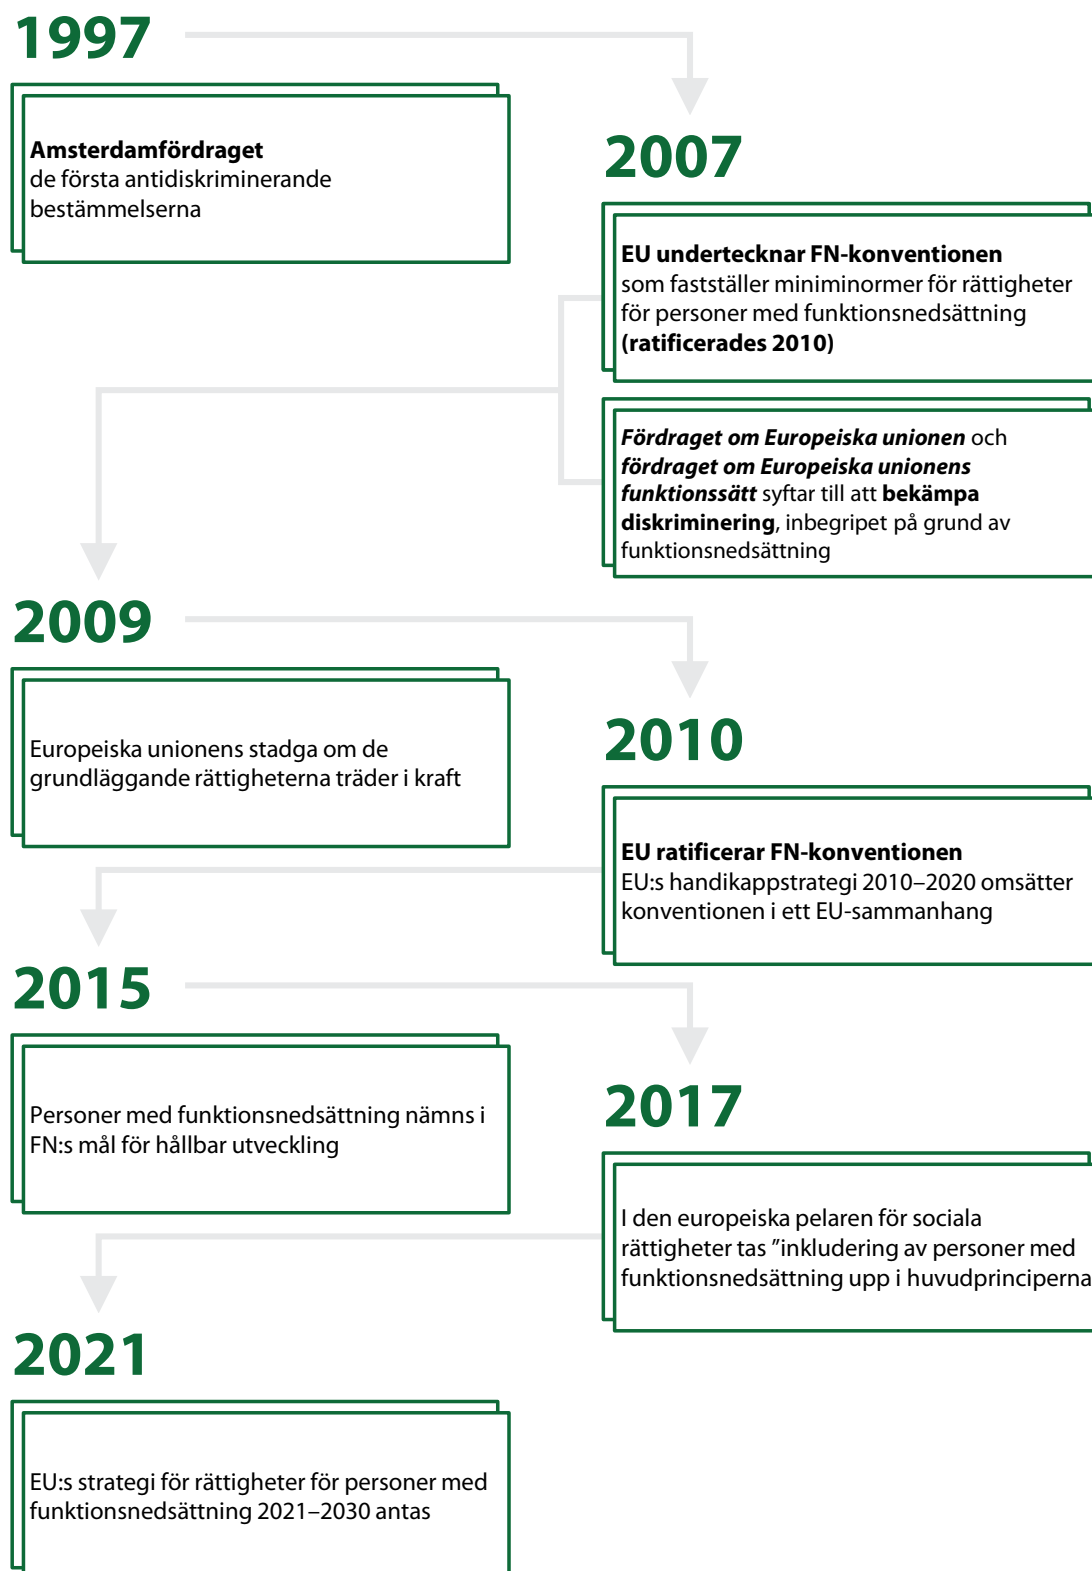 1997
Amsterdamfördraget
de första antidiskriminerande
bestämmelserna
2007
EU undertecknar FN-konventionen
som fastställer miniminormer för rättigheter
för personer med funktionsnedsättning
(ratificerades 2010)
Fördraget om Europeiska unionen och
fördraget om Europeiska unionens
funktionssätt syftar till att bekämpa
diskriminering, inbegripet på grund av
funktionsnedsättning
2009
Europeiska unionens stadga om de
grundläggande rättigheterna träder i kraft
2010
EU ratificerar FN-konventionen
EU:s handikappstrategi 2010–2020 omsätter
konventionen i ett EU-sammanhang
2015
Personer med funktionsnedsättning nämns i
FN:s mål för hållbar utveckling
2017
I den europeiska pelaren för sociala
rättigheter tas ”inkludering av personer med
funktionsnedsättning upp i huvudprinciperna
2021
EU:s strategi för rättigheter för personer med
funktionsnedsättning 2021–2030 antas